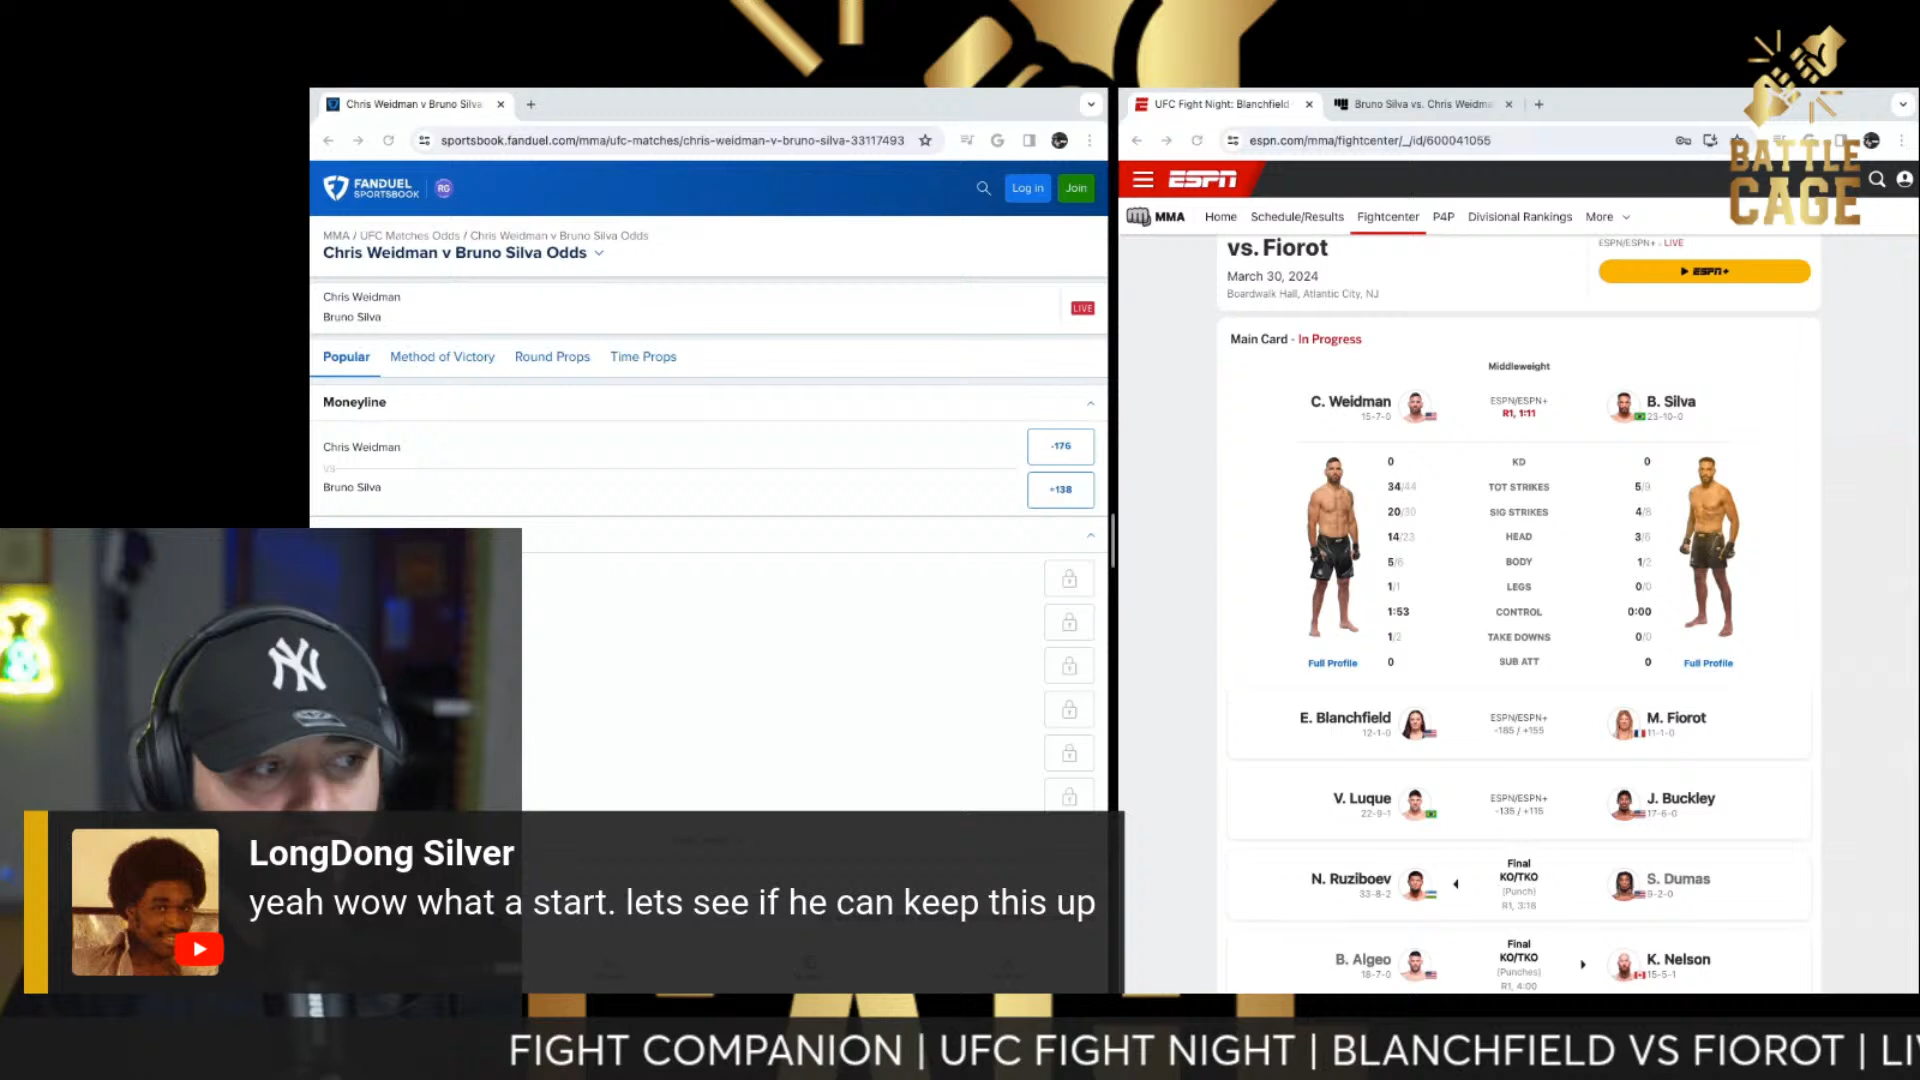 BATTLE
CAGE
Chris Weidman v Bruno Silva
sportsbook.fanduel.com/mma/ufc-matches/chris-weidman-v-bruno-silva-33117493
FANDUEL
SPORTSBOOK
RG
Log in
Join
MMA / UFC Matches Odds / Chris Weidman v Bruno Silva Odds
Chris Weidman v Bruno Silva Odds
Chris Weidman
Bruno Silva
LIVE
Popular Method of Victory Round Props Time Props
Moneyline
Chris Weidman
-176
VS
Bruno Silva
+138
UFC Fight Night: Blanchfield
Bruno Silva vs. Chris Weidma
espn.com/mma/fightcenter/_/id/600041055
ESPN
MMA Home Schedule/Results Fightcenter P4P Divisional Rankings More
vs. Fiorot
March 30, 2024
Boardwalk Hall, Atlantic City, NJ
ESPN/ESPN+ - LIVE
ESPN+
Main Card - In Progress
Middleweight
C. Weidman
15-7-0
ESPN/ESPN+
R1, 1:11
B. Silva
23-10-0
0 KD 0
34/44 TOT STRIKES 5/9
20/30 SIG STRIKES 4/8
14/23 HEAD 3/6
5/6 BODY 1/2
1/1 LEGS 0/0
1:53 CONTROL 0:00
1/2 TAKE DOWNS 0/0
Full Profile 0 SUB ATT 0 Full Profile
E. Blanchfield
12-1-0
ESPN/ESPN+
-185 / +155
M. Fiorot
11-1-0
V. Luque
22-9-1
ESPN/ESPN+
-135 / +115
J. Buckley
17-6-0
N. Ruziboev
33-8-2
Final
KO/TKO
(Punch)
R1, 3:18
S. Dumas
9-2-0
B. Algeo
18-7-0
Final
KO/TKO
(Punches)
R1, 4:00
K. Nelson
15-5-1
NY
LongDong Silver
yeah wow what a start. lets see if he can keep this up
FIGHT COMPANION | UFC FIGHT NIGHT | BLANCHFIELD VS FIOROT | LIV